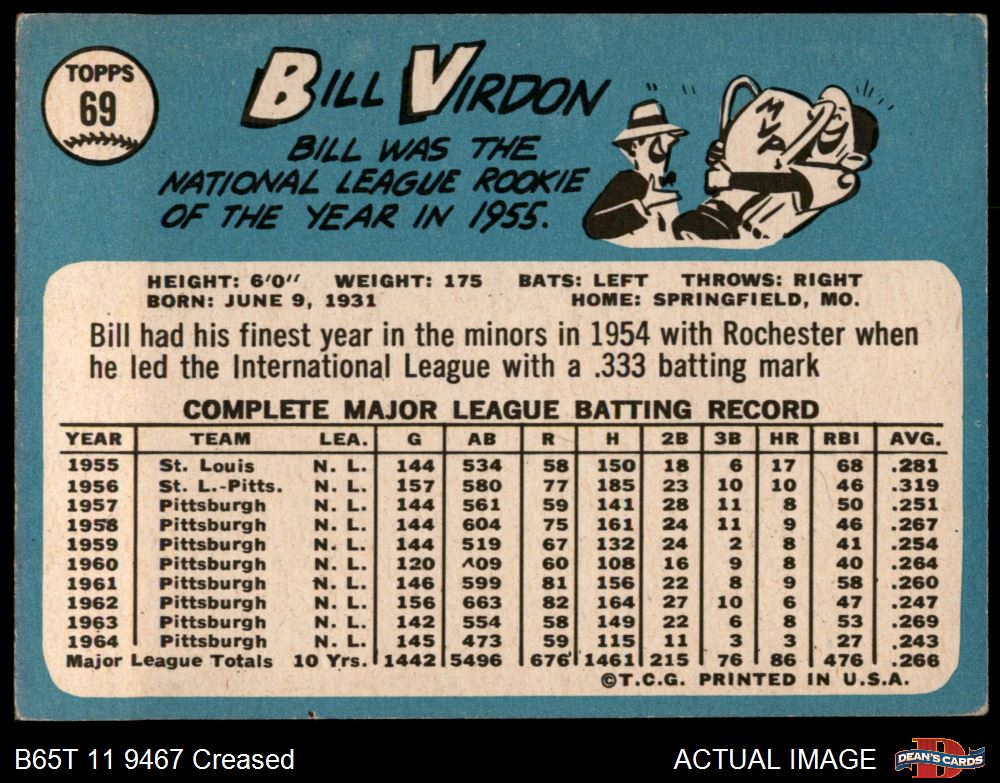 TOPPS
69
BILL VIRDON
BILL WAS THE
NATIONAL LEAGUE ROOKIE
OF THE YEAR IN 1955.
M.V.P.
HEIGHT: 6'0" WEIGHT: 175 BATS: LEFT THROWS: RIGHT
BORN: JUNE 9, 1931 HOME: SPRINGFIELD, MO.
Bill had his finest year in the minors in 1954 with Rochester when
he led the International League with a .333 batting mark
COMPLETE MAJOR LEAGUE BATTING RECORD
YEAR TEAM LEA. G AB R H 2B 3B HR RBI AVG.
1955 St. Louis N. L. 144 534 58 150 18 6 17 68 .281
1956 St. L.-Pitts. N. L. 157 580 77 185 23 10 10 46 .319
1957 Pittsburgh N. L. 144 561 59 141 28 11 8 50 .251
1958 Pittsburgh N. L. 144 604 75 161 24 11 9 46 .267
1959 Pittsburgh N. L. 144 519 67 132 24 2 8 41 .254
1960 Pittsburgh N. L. 120 409 60 108 16 9 8 40 .264
1961 Pittsburgh N. L. 146 599 81 156 22 8 9 58 .260
1962 Pittsburgh N. L. 156 663 82 164 27 10 6 47 .247
1963 Pittsburgh N. L. 142 554 58 149 22 6 8 53 .269
1964 Pittsburgh N. L. 145 473 59 115 11 3 3 27 .243
Major League Totals 10 Yrs. 1442 5496 676 1461 215 76 86 476 .266
©T.C.G. PRINTED IN U.S.A.
B65T 11 9467 Creased
ACTUAL IMAGE
D
DEAN'S CARDS